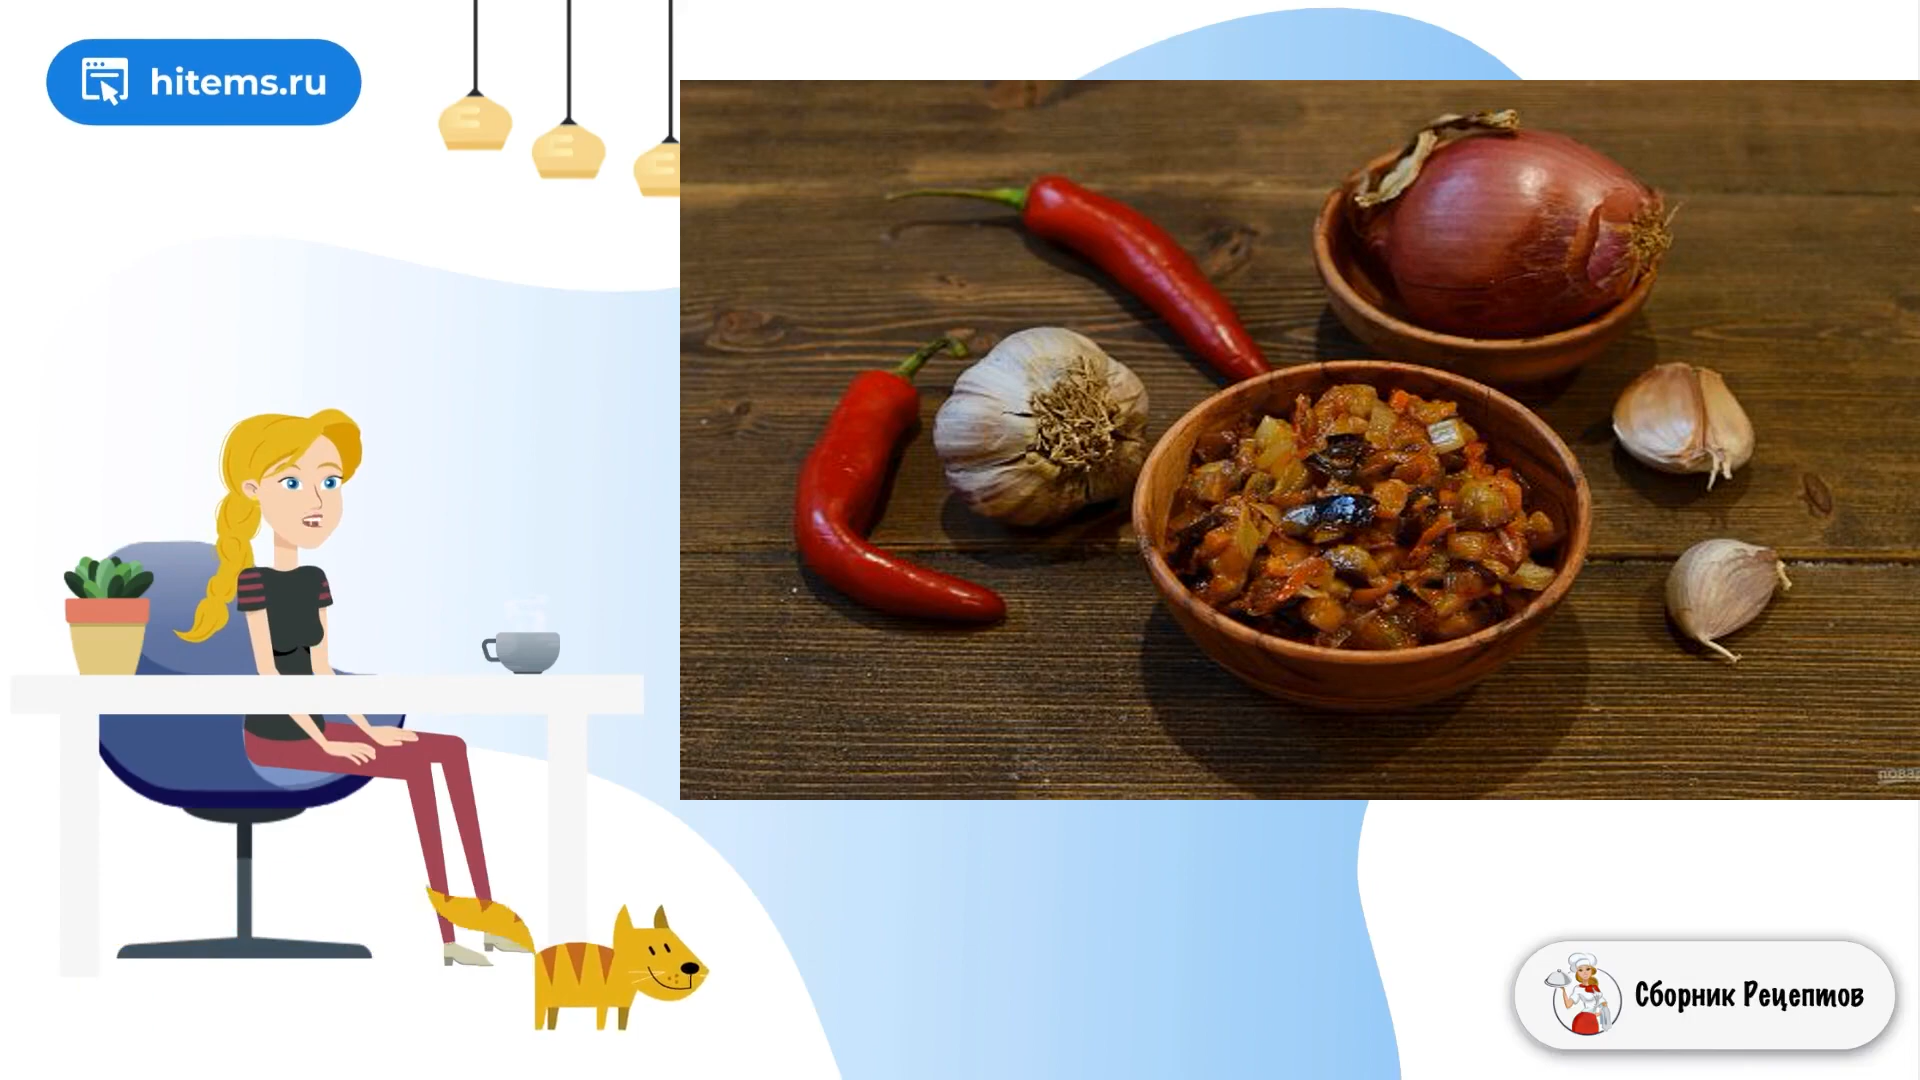 hitems.ru
Сборник Рецептов